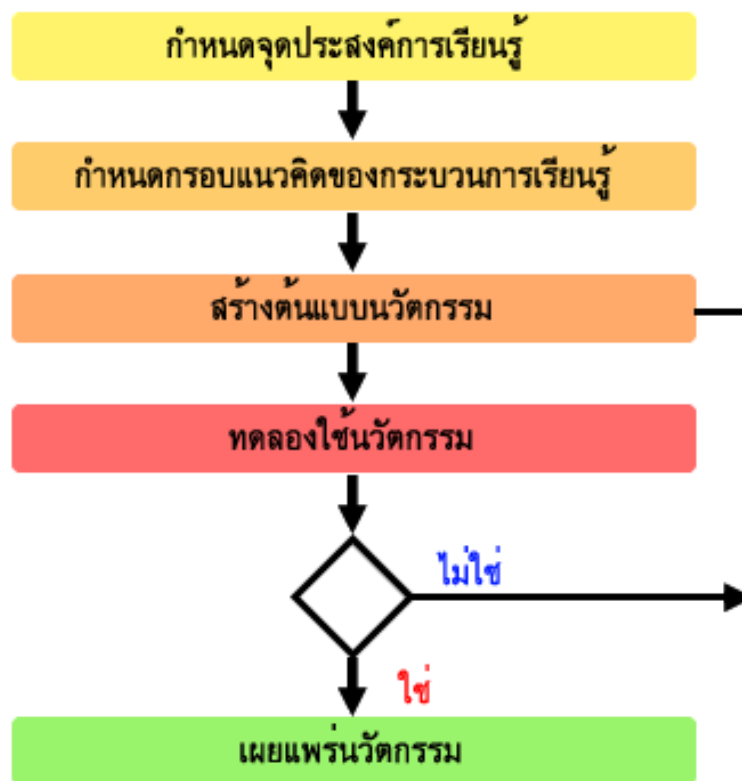 กำหนดจุดประสงค์การเรียนรู้
กำหนดกรอบแนวคิดของกระบวนการเรียนรู้
สร้างต้นแบบนวัตกรรม
ทดลองใช้นวัตกรรม
ไม่ใช่
ใช่
เผยแพร่นวัตกรรม